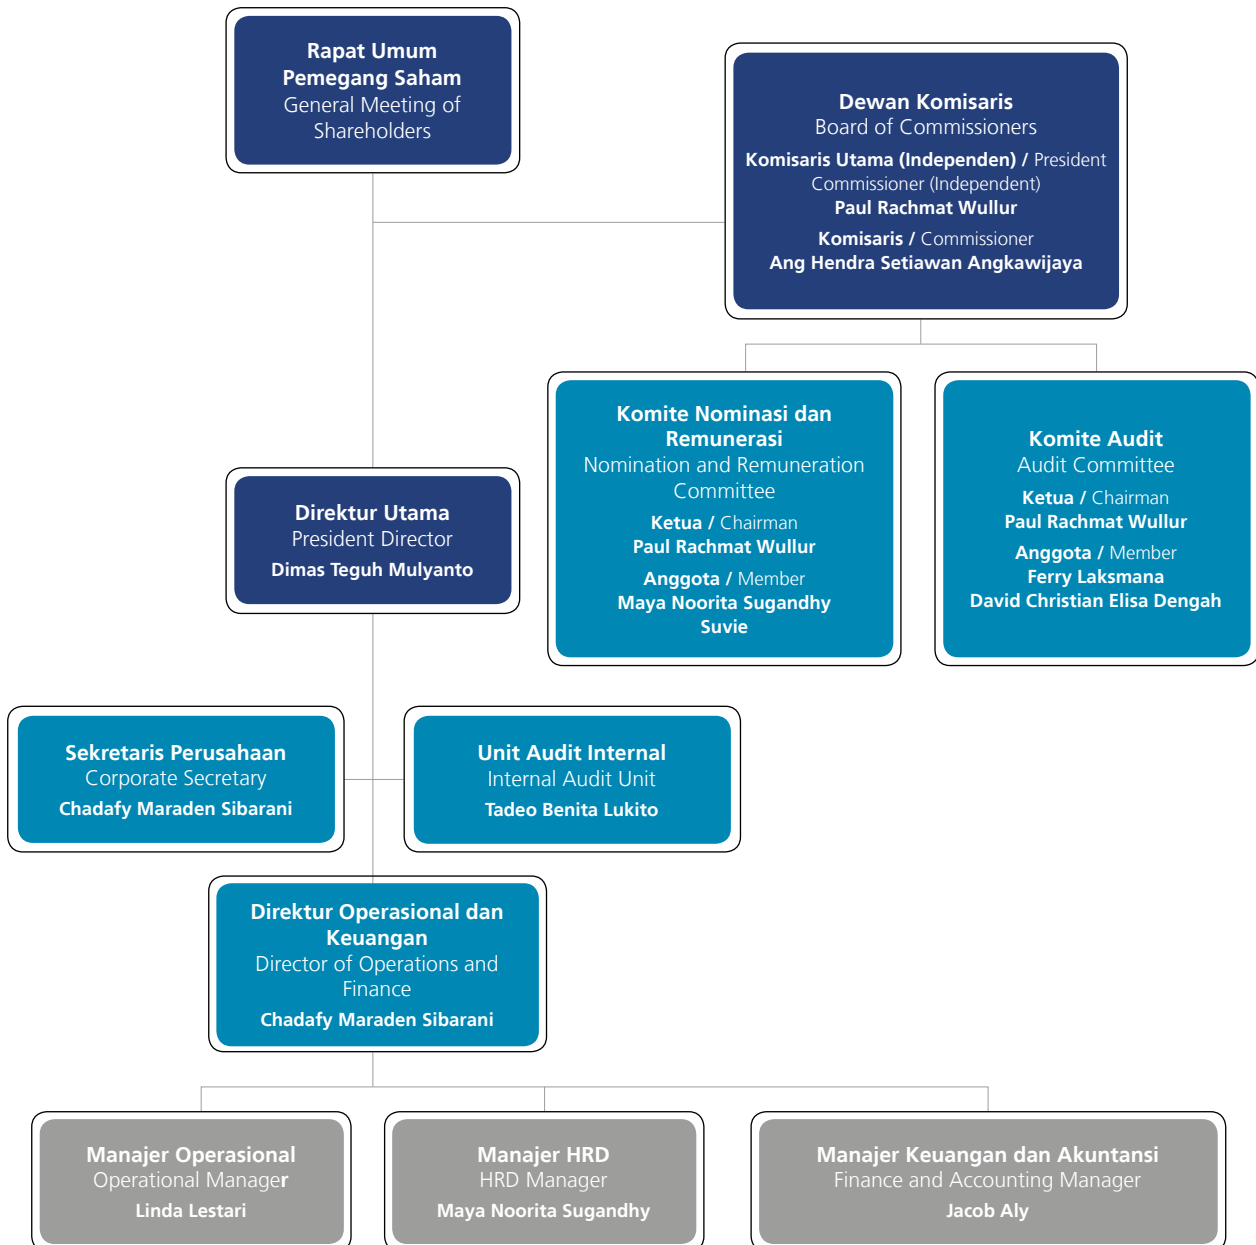 Rapat Umum
Pemegang Saham
General Meeting of
Shareholders
Dewan Komisaris
Board of Commissioners
Komisaris Utama (Independen) / President
Commissioner (Independent)
Paul Rachmat Wullur
Komisaris / Commissioner
Ang Hendra Setiawan Angkawijaya
Komite Nominasi dan
Remunerasi
Nomination and Remuneration
Committee
Ketua / Chairman
Paul Rachmat Wullur
Anggota / Member
Maya Noorita Sugandhy
Suvie
Komite Audit
Audit Committee
Ketua / Chairman
Paul Rachmat Wullur
Anggota / Member
Ferry Laksmana
David Christian Elisa Dengah
Direktur Utama
President Director
Dimas Teguh Mulyanto
Sekretaris Perusahaan
Corporate Secretary
Chadafy Maraden Sibarani
Unit Audit Internal
Internal Audit Unit
Tadeo Benita Lukito
Direktur Operasional dan
Keuangan
Director of Operations and
Finance
Chadafy Maraden Sibarani
Manajer Operasional
Operational Manager
Linda Lestari
Manajer HRD
HRD Manager
Maya Noorita Sugandhy
Manajer Keuangan dan Akuntansi
Finance and Accounting Manager
Jacob Aly